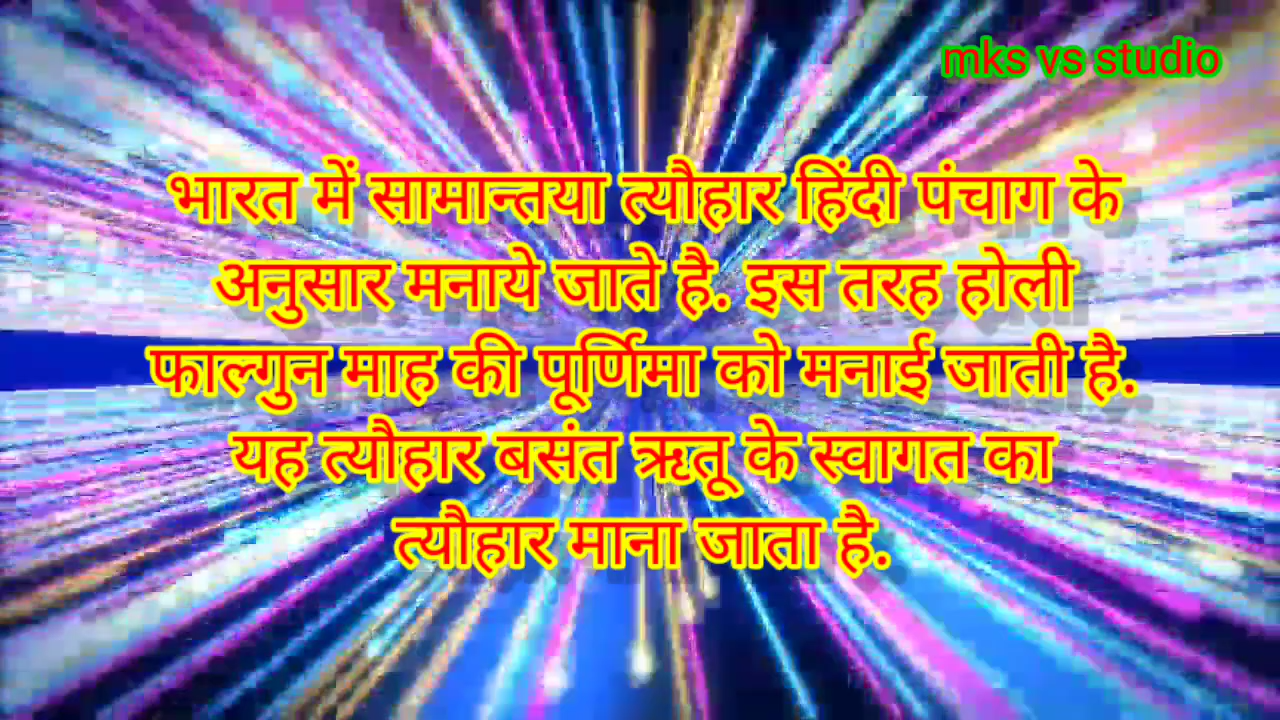 mks vs studio
भारत में सामान्तया त्यौहार हिंदी पंचाग के
अनुसार मनाये जाते है. इस तरह होली
फाल्गुन माह की पूर्णिमा को मनाई जाती है.
यह त्यौहार बसंत ऋतू के स्वागत का
त्यौहार माना जाता है.